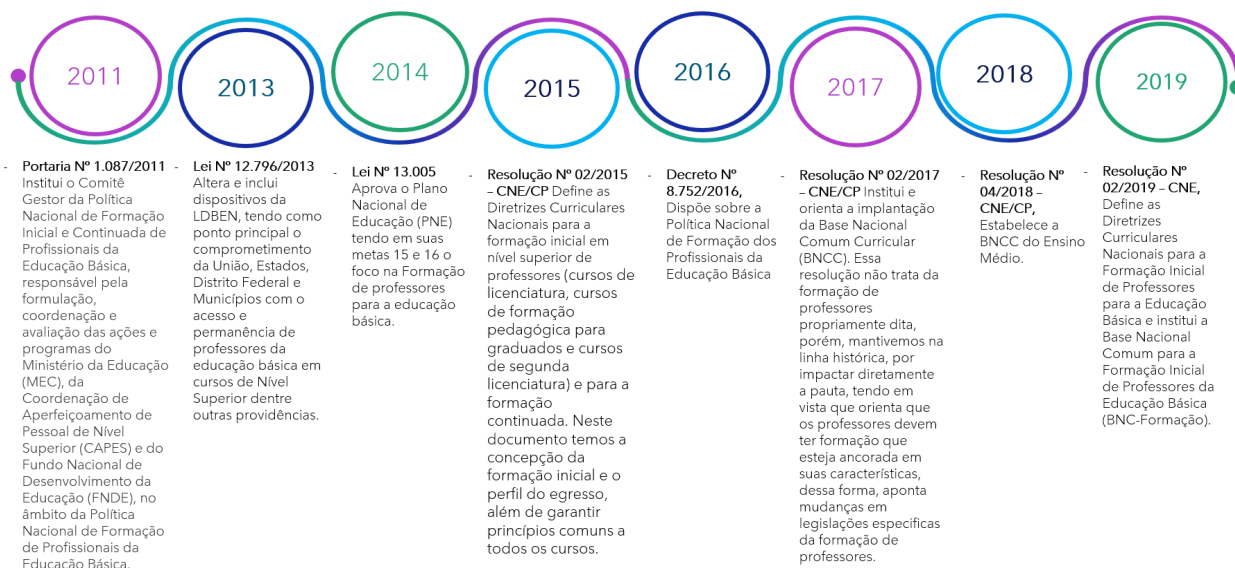 2011
2013
2014
2015
2016
2017
2018
2019
- Portaria Nº 1.087/2011
Institui o Comitê
Gestor da Política
Nacional de Formação
Inicial e Continuada de
Profissionais da
Educação Básica,
responsável pela
formulação,
coordenação e
avaliação das ações e
programas do
Ministério da Educação
(MEC), da
Coordenação de
Aperfeiçoamento de
Pessoal de Nível
Superior (CAPES) e do
Fundo Nacional de
Desenvolvimento da
Educação (FNDE), no
âmbito da Política
Nacional de Formação
de Profissionais da
Educação Básica.
- Lei Nº 12.796/2013
Altera e inclui
dispositivos da
LDBEN, tendo como
ponto principal o
comprometimento
da União, Estados,
Distrito Federal e
Municípios com o
acesso e
permanência de
professores da
educação básica em
cursos de Nível
Superior dentre
outras providências.
- Lei Nº 13.005
Aprova o Plano
Nacional de
Educação (PNE)
tendo em suas
metas 15 e 16 o
foco na Formação
de professores
para a educação
básica.
- Resolução Nº 02/2015
– CNE/CP Define as
Diretrizes Curriculares
Nacionais para a
formação inicial em
nível superior de
professores (cursos de
licenciatura, cursos
de formação
pedagógica para
graduados e cursos
de segunda
licenciatura) e para a
formação
continuada. Neste
documento temos a
concepção da
formação inicial e o
perfil do egresso,
além de garantir
princípios comuns a
todos os cursos.
- Decreto Nº
8.752/2016,
Dispõe sobre a
Política Nacional
de Formação dos
Profissionais da
Educação Básica
- Resolução Nº 02/2017
– CNE/CP Institui e
orienta a implantação
da Base Nacional
Comum Curricular
(BNCC). Essa
resolução não trata da
formação de
professores
propriamente dita,
porém, mantivemos na
linha histórica, por
impactar diretamente
a pauta, tendo em
vista que orienta que
os professores devem
ter formação que
esteja ancorada em
suas características,
dessa forma, aponta
mudanças em
legislações especificas
da formação de
professores.
- Resolução Nº
04/2018 –
CNE/CP,
Estabelece a
BNCC do Ensino
Médio.
- Resolução Nº
02/2019 – CNE,
Define as
Diretrizes
Curriculares
Nacionais para a
Formação Inicial
de Professores
para a Educação
Básica e institui a
Base Nacional
Comum para a
Formação Inicial
de Professores da
Educação Básica
(BNC-Formação).